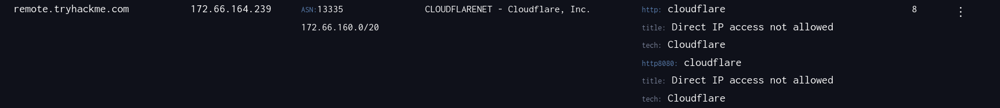 remote.tryhackme.com 172.66.164.239 ASN:13335 CLOUDFLARENET - Cloudflare, Inc. http: cloudflare 8
172.66.160.0/20 title: Direct IP access not allowed
tech: Cloudflare
http8080: cloudflare
title: Direct IP access not allowed
tech: Cloudflare